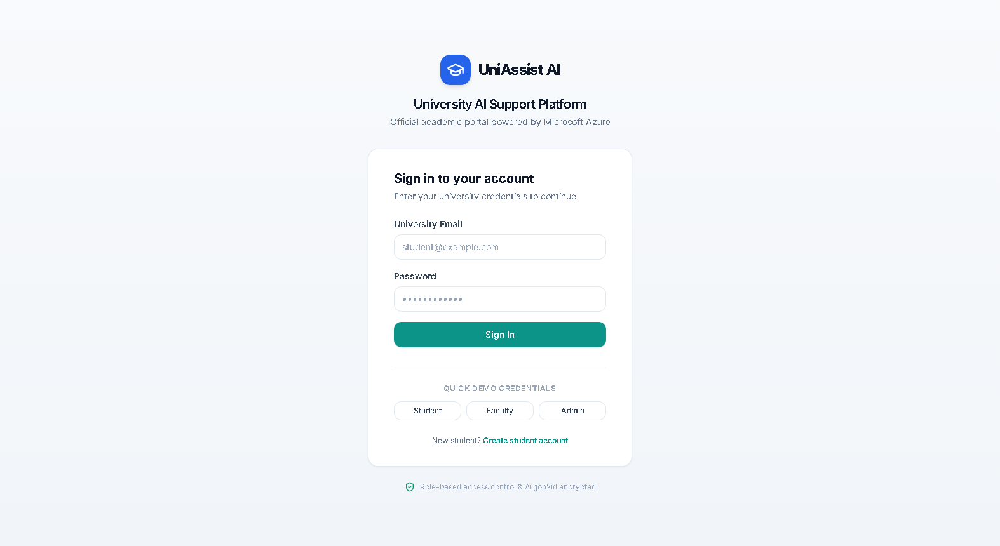 UniAssist AI
University AI Support Platform
Official academic portal powered by Microsoft Azure
Sign in to your account
Enter your university credentials to continue
University Email
student@example.com
Password
••••••••••••
Sign In
QUICK DEMO CREDENTIALS
Student Faculty Admin
New student? Create student account
Role-based access control & Argon2id encrypted